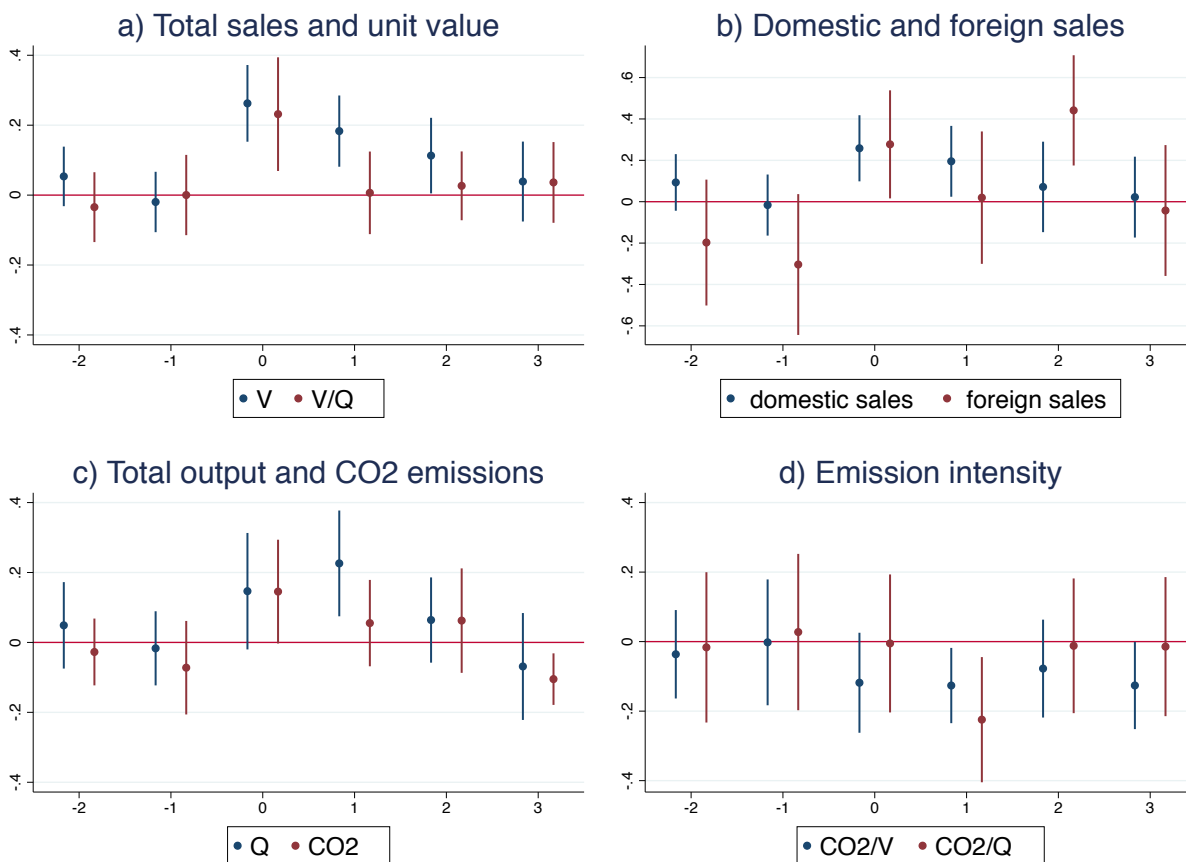 a) Total sales and unit value
.4
.2
0
-.2
-.4
-2 -1 0 1 2 3
V V/Q
b) Domestic and foreign sales
.6
.4
.2
0
-.2
-.4
-.6
-2 -1 0 1 2 3
domestic sales foreign sales
c) Total output and CO2 emissions
.4
.2
0
-.2
-.4
-2 -1 0 1 2 3
Q CO2
d) Emission intensity
.4
.2
0
-.2
-.4
-2 -1 0 1 2 3
CO2/V CO2/Q